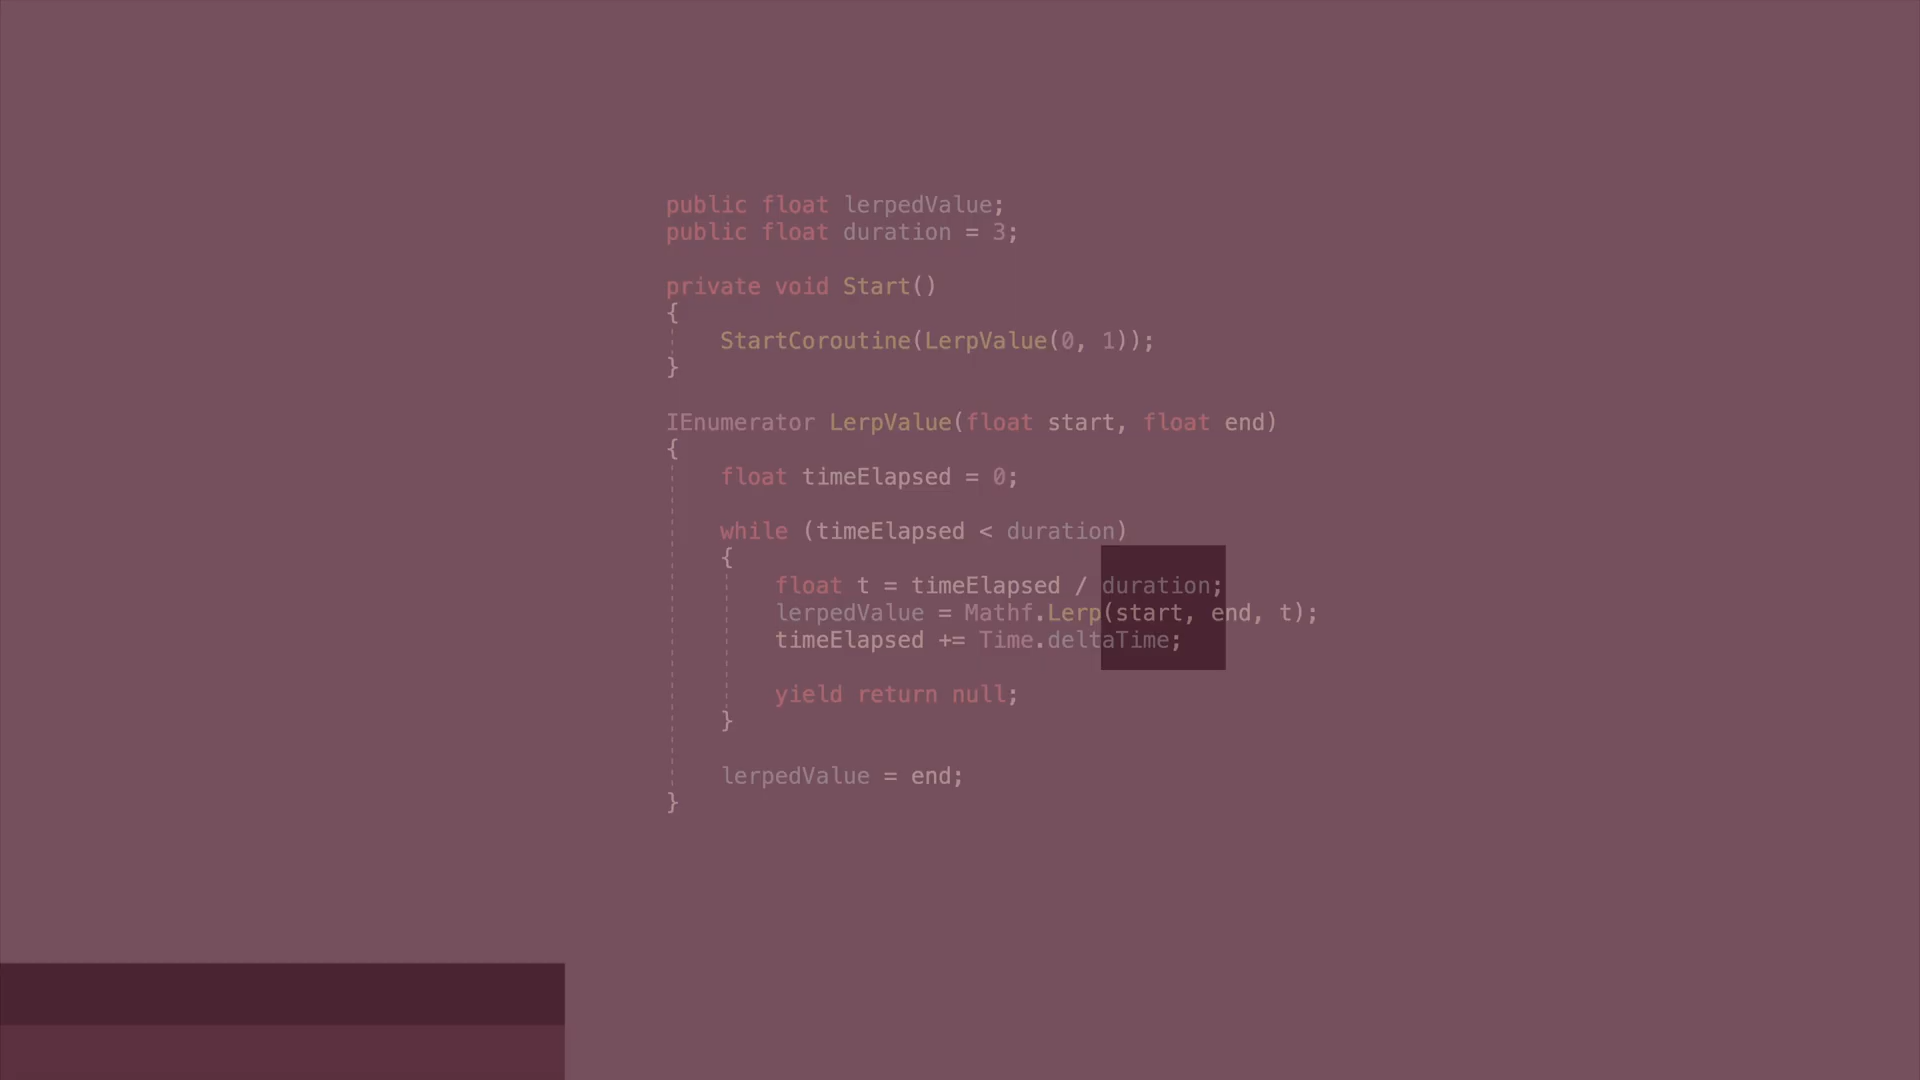 public float lerpedValue;
public float duration = 3;
private void Start()
{
StartCoroutine(LerpValue(0, 1));
}
IEnumerator LerpValue(float start, float end)
{
float timeElapsed = 0;
while (timeElapsed < duration)
{
float t = timeElapsed / duration;
lerpedValue = Mathf.Lerp(start, end, t);
timeElapsed += Time.deltaTime;
yield return null;
}
lerpedValue = end;
}